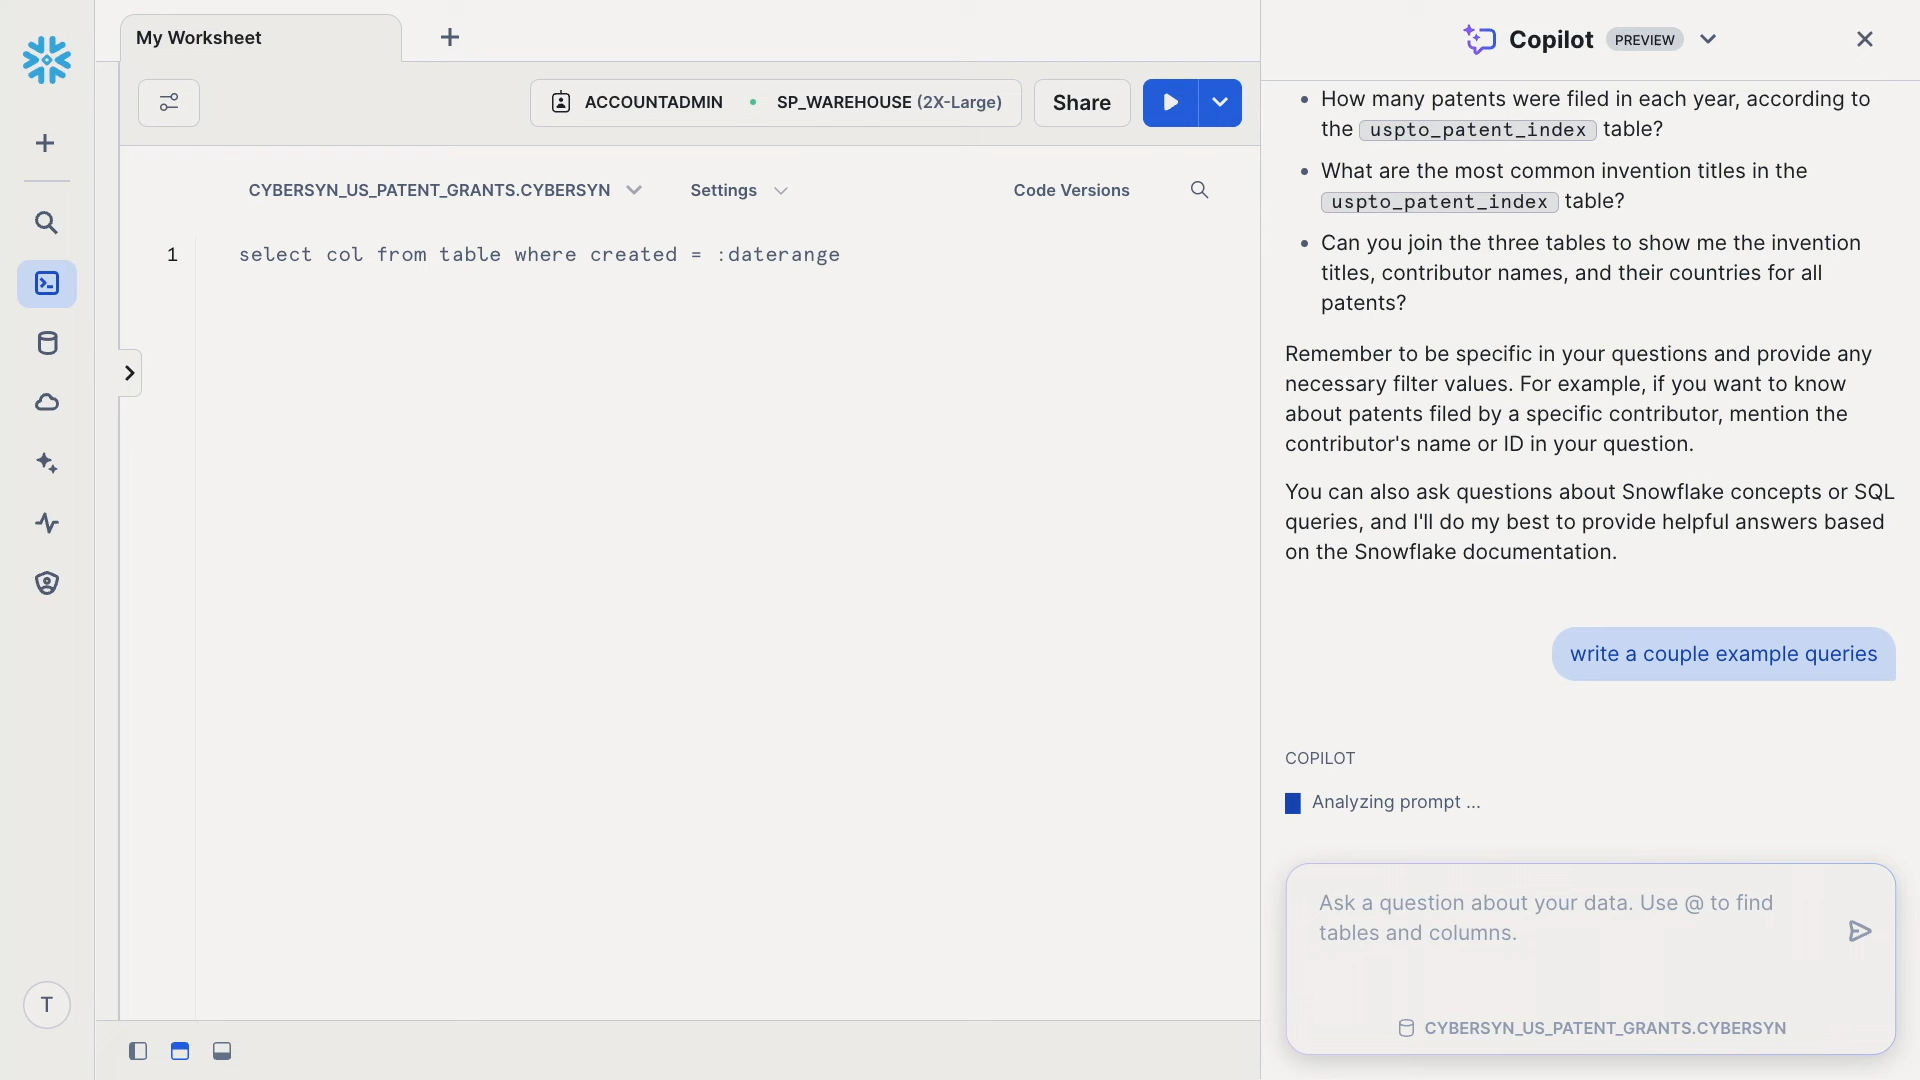 My Worksheet
ACCOUNTADMIN
SP_WAREHOUSE (2X-Large)
Share
CYBERSYN_US_PATENT_GRANTS.CYBERSYN
Settings
Code Versions
1
select col from table where created = :daterange
T
Copilot
PREVIEW
• How many patents were filed in each year, according to
the uspto_patent_index table?
• What are the most common invention titles in the
uspto_patent_index table?
• Can you join the three tables to show me the invention
titles, contributor names, and their countries for all
patents?
Remember to be specific in your questions and provide any
necessary filter values. For example, if you want to know
about patents filed by a specific contributor, mention the
contributor's name or ID in your question.
You can also ask questions about Snowflake concepts or SQL
queries, and I'll do my best to provide helpful answers based
on the Snowflake documentation.
write a couple example queries
COPILOT
Analyzing prompt ...
Ask a question about your data. Use @ to find
tables and columns.
CYBERSYN_US_PATENT_GRANTS.CYBERSYN